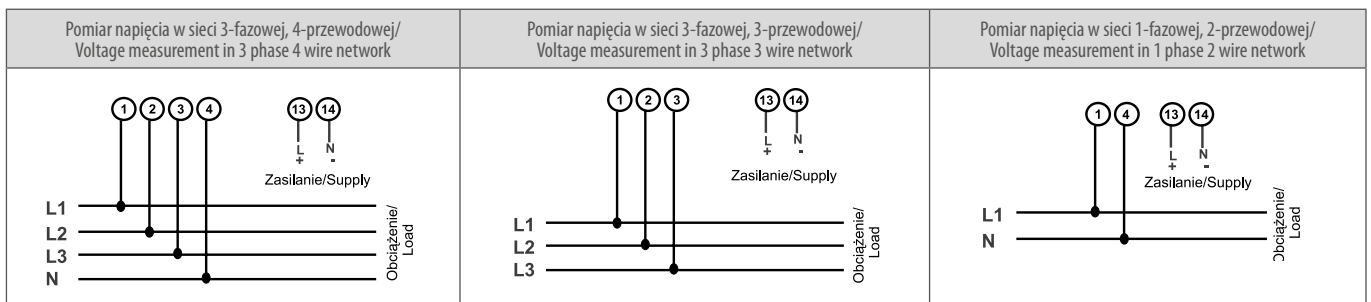 Pomiar napięcia w sieci 3-fazowej, 4-przewodowej/
Voltage measurement in 3 phase 4 wire network
1 2 3 4 13 14
L N
+ -
Zasilanie/Supply
L1
L2
L3
N
Obciążenie/
Load
Pomiar napięcia w sieci 3-fazowej, 3-przewodowej/
Voltage measurement in 3 phase 3 wire network
1 2 3 13 14
L N
+ -
Zasilanie/Supply
L1
L2
L3
Obciążenie/
Load
Pomiar napięcia w sieci 1-fazowej, 2-przewodowej/
Voltage measurement in 1 phase 2 wire network
1 4 13 14
L N
+ -
Zasilanie/Supply
L1
N
Obciążenie/
Load